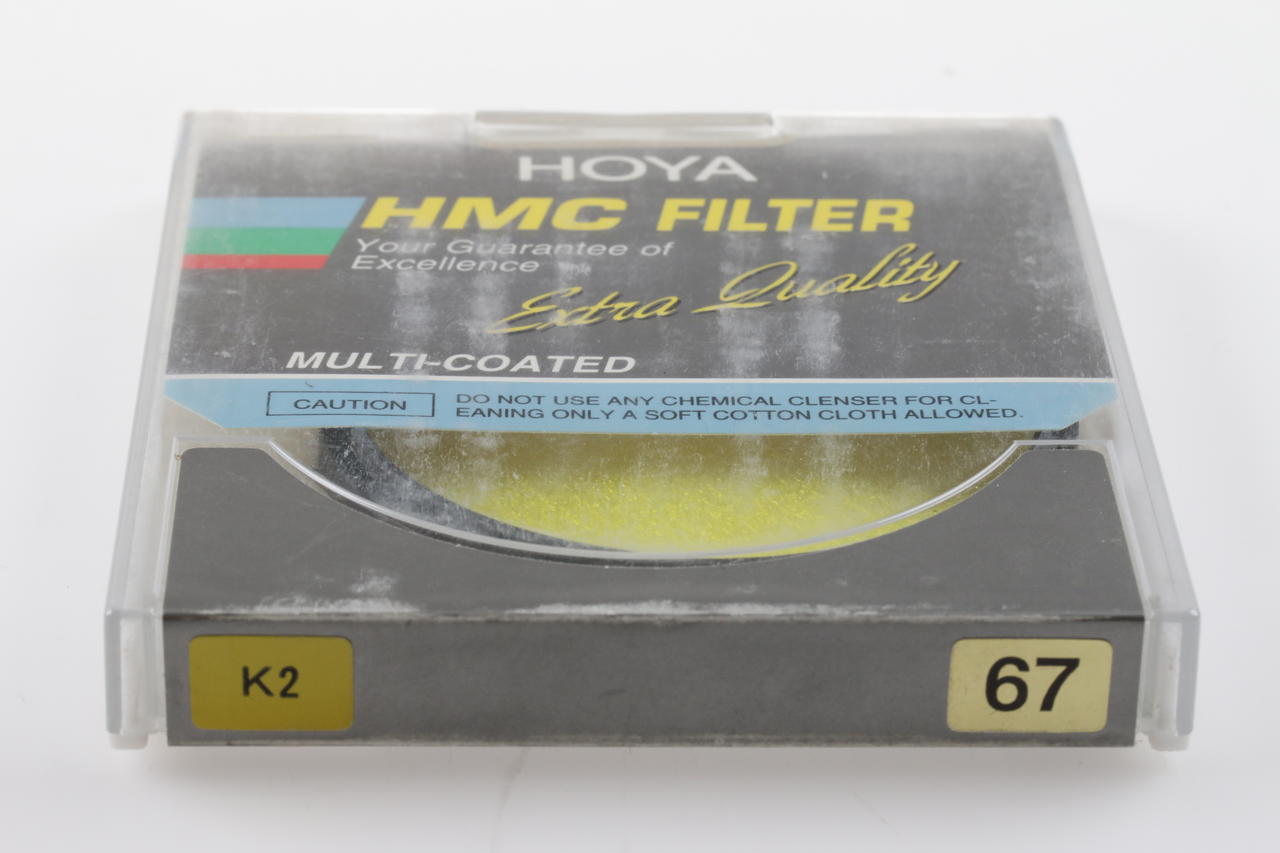 HOYA
HMC FILTER
Your Guarantee of
Excellence
Extra Quality
MULTI-COATED
CAUTION
DO NOT USE ANY CHEMICAL CLENSER FOR CL-
EANING ONLY A SOFT COTTON CLOTH ALLOWED.
K2
67